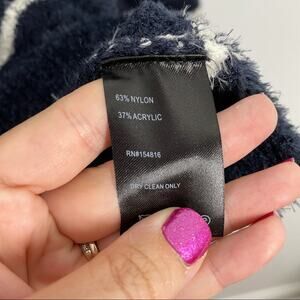 63% NYLON
37% ACRYLIC
RN#154816
DRY CLEAN ONLY